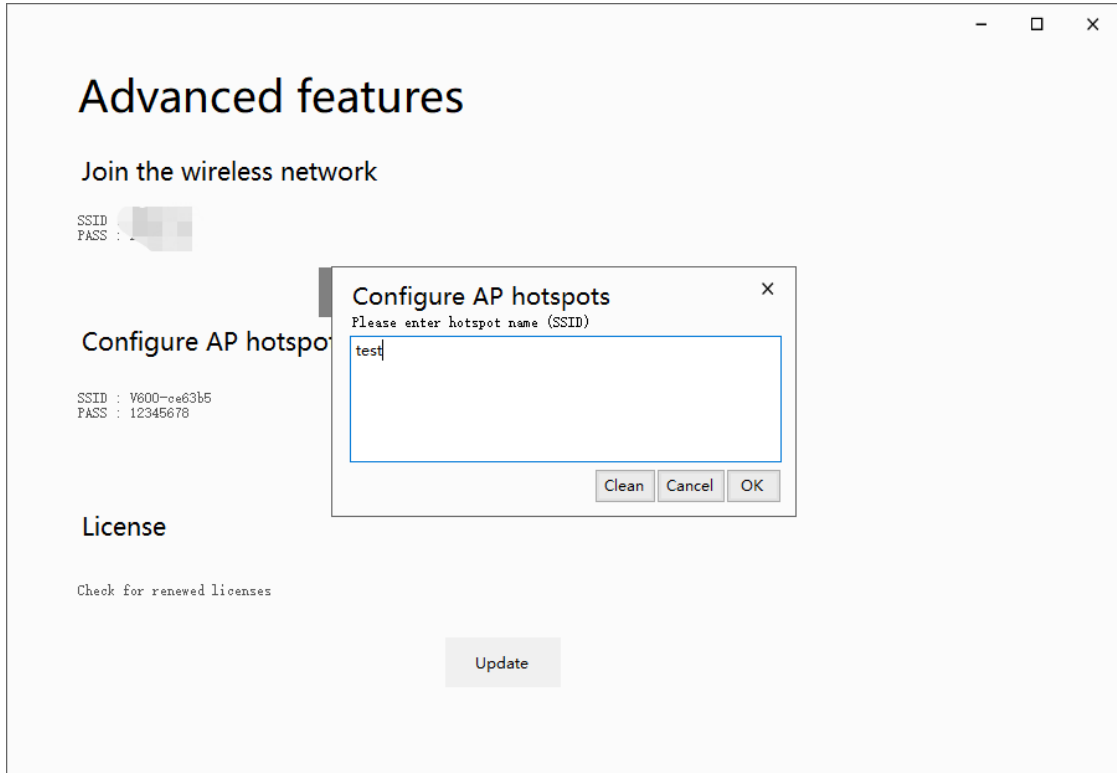 Advanced features
Join the wireless network
SSID
PASS :
Configure AP hotspots
Please enter hotspot name (SSID)
test
Clean Cancel OK
Configure AP hotspo
SSID : V600-ce63b5
PASS : 12345678
License
Check for renewed licenses
Update